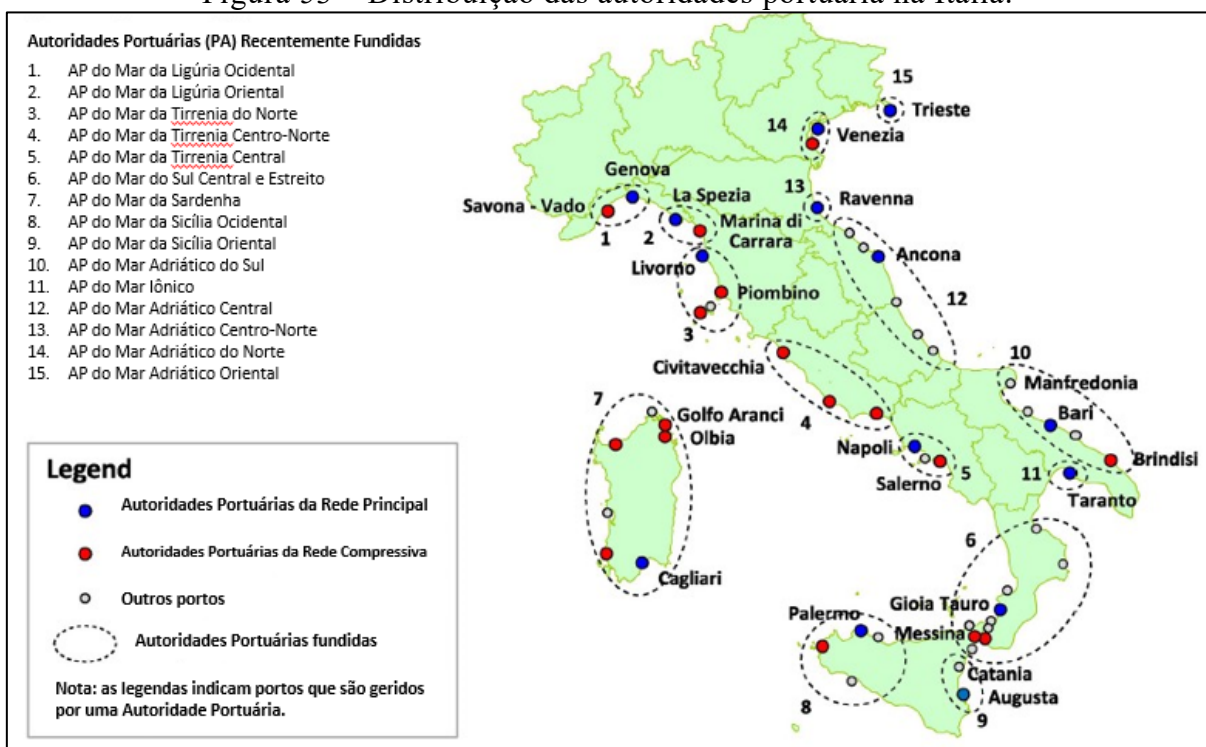 Figura 33 – Distribuição das autoridades portuária na Itália.
Autoridades Portuárias (PA) Recentemente Fundidas
1. AP do Mar da Ligúria Ocidental
2. AP do Mar da Ligúria Oriental
3. AP do Mar da Tirrenia do Norte
4. AP do Mar da Tirrenia Centro-Norte
5. AP do Mar da Tirrenia Central
6. AP do Mar do Sul Central e Estreito
7. AP do Mar da Sardenha
8. AP do Mar da Sicília Ocidental
9. AP do Mar da Sicília Oriental
10. AP do Mar Adriático do Sul
11. AP do Mar Iônico
12. AP do Mar Adriático Central
13. AP do Mar Adriático Centro-Norte
14. AP do Mar Adriático do Norte
15. AP do Mar Adriático Oriental
Legend
Autoridades Portuárias da Rede Principal
Autoridades Portuárias da Rede Compressiva
Outros portos
Autoridades Portuárias fundidas
Nota: as legendas indicam portos que são geridos
por uma Autoridade Portuária.
15
Trieste
14
Venezia
Genova
13
La Spezia
Ravenna
Savona - Vado
1
2
Marina di
Carrara
Ancona
Livorno
Piombino
12
3
10
Civitavecchia
Manfredonia
7
4
Bari
Golfo Aranci
Olbia
Napoli
Brindisi
Salerno
5
11
Taranto
6
Cagliari
Gioia Tauro
Palermo
Messina
Catania
Augusta
8
9